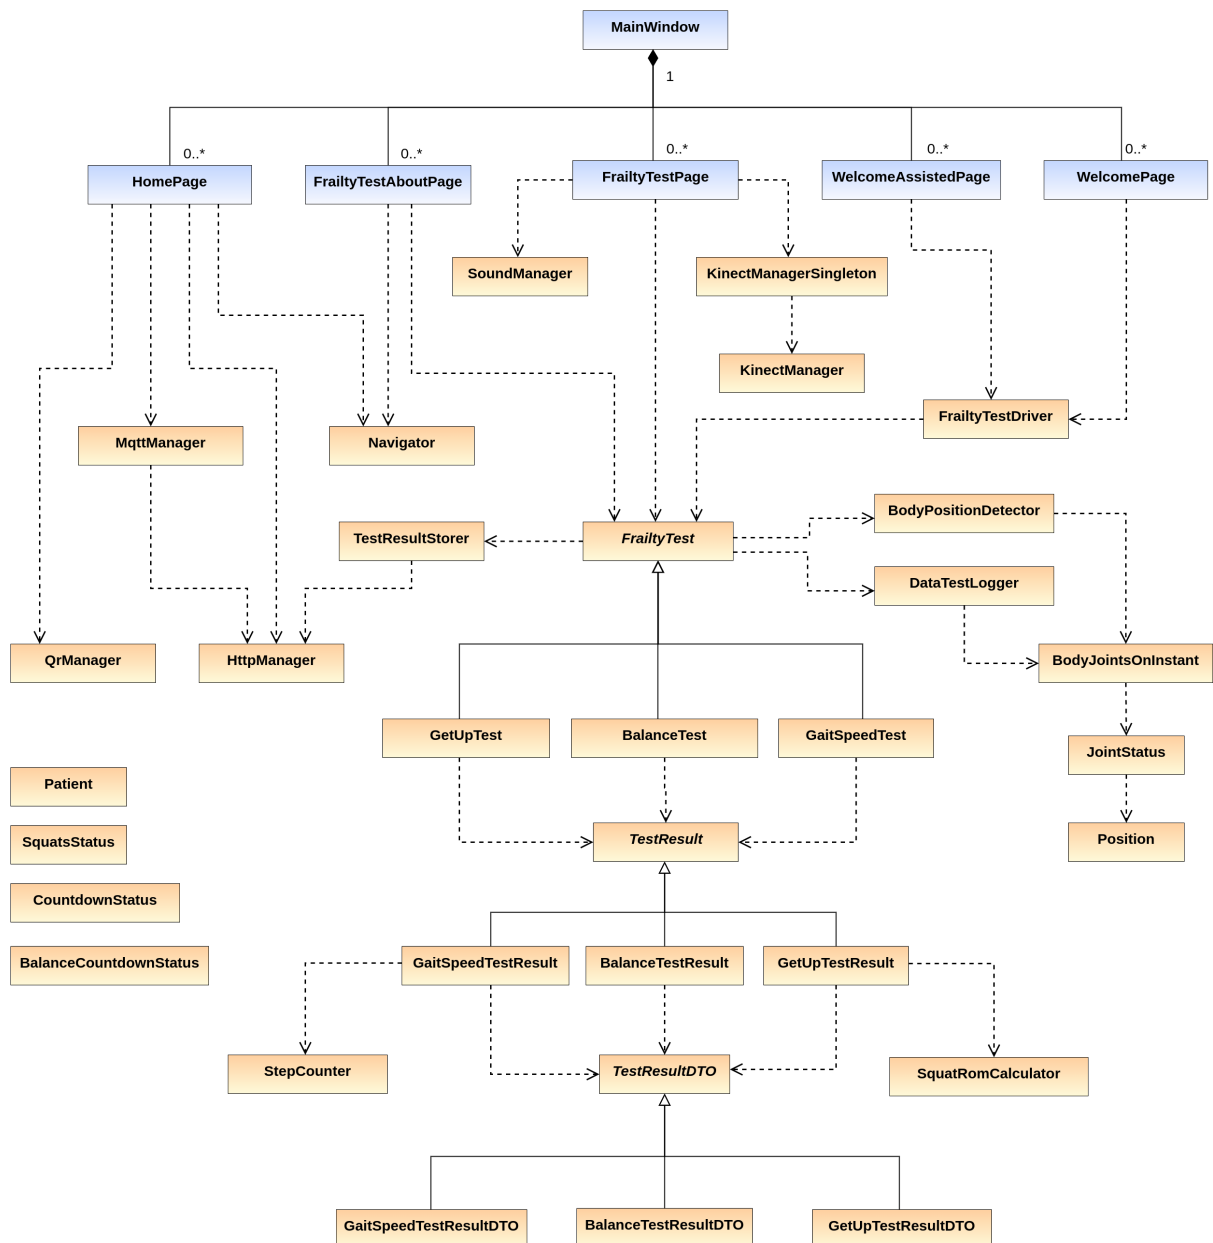 MainWindow
1
0..*
0..*
0..*
0..*
0..*
HomePage
FrailtyTestAboutPage
FrailtyTestPage
WelcomeAssistedPage
WelcomePage
SoundManager
KinectManagerSingleton
KinectManager
FrailtyTestDriver
MqttManager
Navigator
BodyPositionDetector
TestResultStorer
FrailtyTest
DataTestLogger
QrManager
HttpManager
BodyJointsOnInstant
GetUpTest
BalanceTest
GaitSpeedTest
JointStatus
Patient
SquatsStatus
TestResult
Position
CountdownStatus
BalanceCountdownStatus
GaitSpeedTestResult
BalanceTestResult
GetUpTestResult
StepCounter
TestResultDTO
SquatRomCalculator
GaitSpeedTestResultDTO
BalanceTestResultDTO
GetUpTestResultDTO